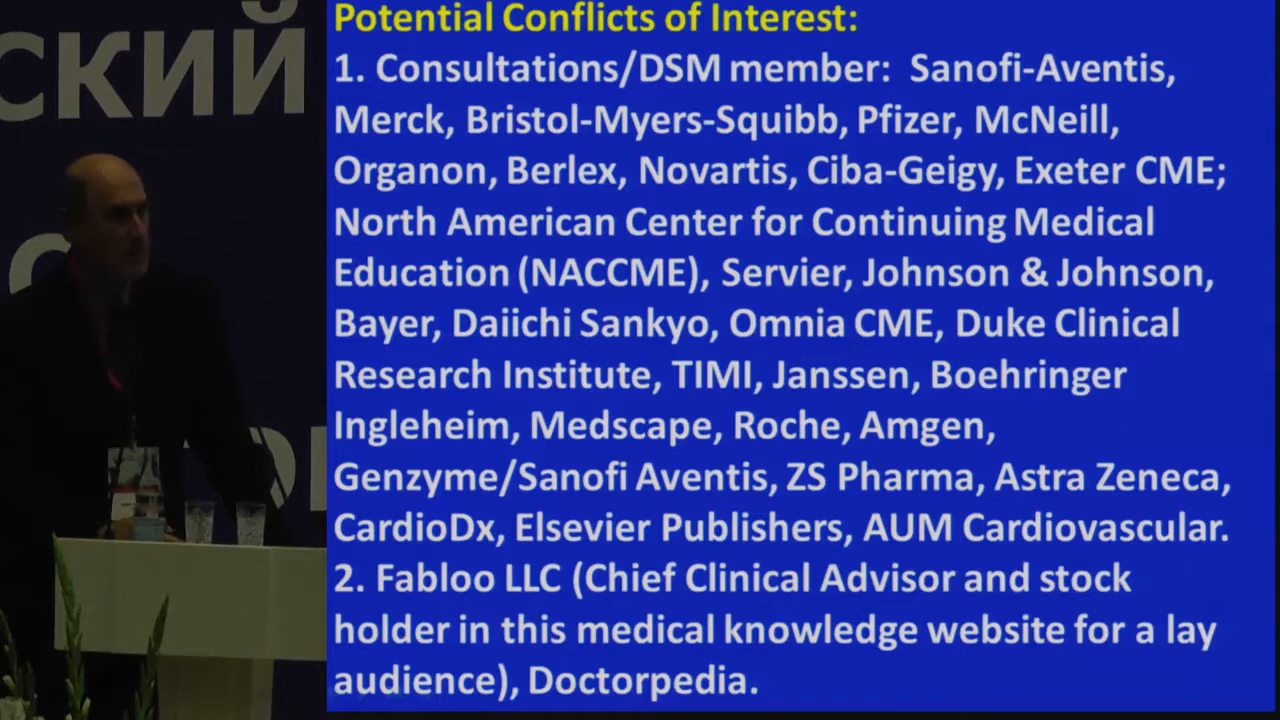 СКИЙ
Potential Conflicts of Interest:
1. Consultations/DSM member: Sanofi-Aventis,
Merck, Bristol-Myers-Squibb, Pfizer, McNeill,
Organon, Berlex, Novartis, Ciba-Geigy, Exeter CME;
North American Center for Continuing Medical
Education (NACCME), Servier, Johnson & Johnson,
Bayer, Daiichi Sankyo, Omnia CME, Duke Clinical
Research Institute, TIMI, Janssen, Boehringer
Ingleheim, Medscape, Roche, Amgen,
Genzyme/Sanofi Aventis, ZS Pharma, Astra Zeneca,
CardioDx, Elsevier Publishers, AUM Cardiovascular.
2. Fabloo LLC (Chief Clinical Advisor and stock
holder in this medical knowledge website for a lay
audience), Doctorpedia.